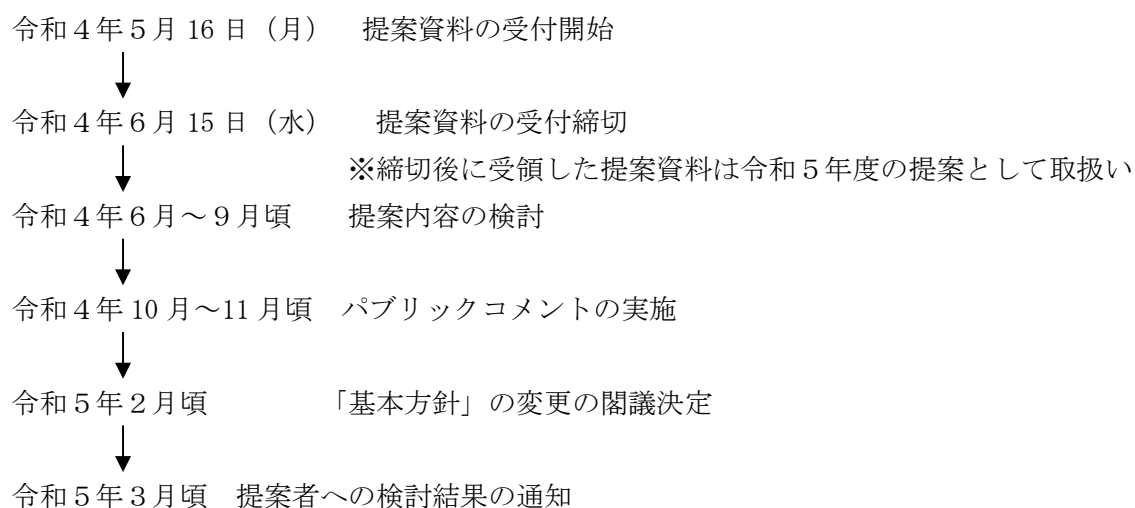 令和４年５月 16 日（月）　提案資料の受付開始
令和４年６月 15 日（水）　　提案資料の受付締切
※締切後に受領した提案資料は令和５年度の提案として取扱い
令和４年６月～９月頃　　提案内容の検討
令和４年 10 月～11 月頃　パブリックコメントの実施
令和５年２月頃　　　　　「基本方針」の変更の閣議決定
令和５年３月頃　提案者への検討結果の通知